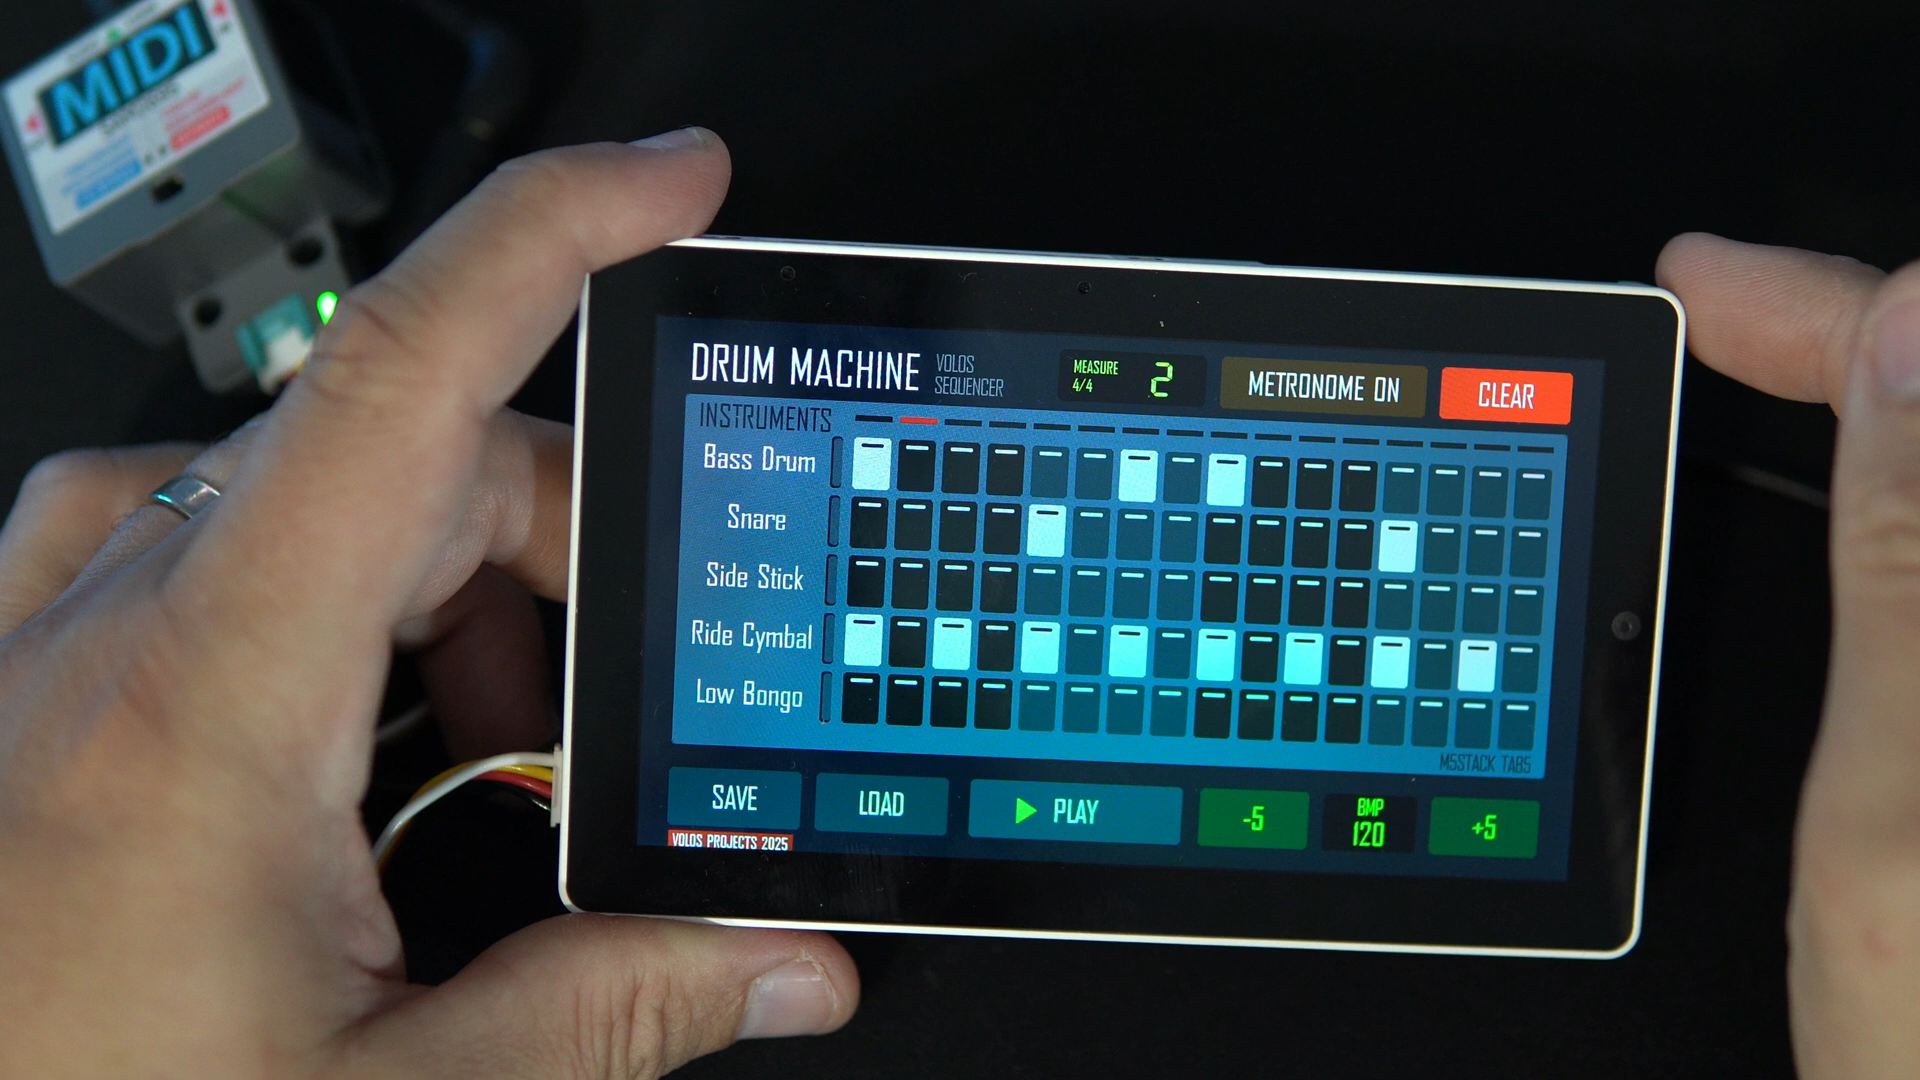 MIDI
DRUM MACHINE
VOLOS
SEQUENCER
MEASURE
4/4
2
METRONOME ON
CLEAR
INSTRUMENTS
Bass Drum
Snare
Side Stick
Ride Cymbal
Low Bongo
M5STACK TAB5
SAVE
LOAD
PLAY
-5
BMP
120
+5
VOLOS PROJECTS 2025